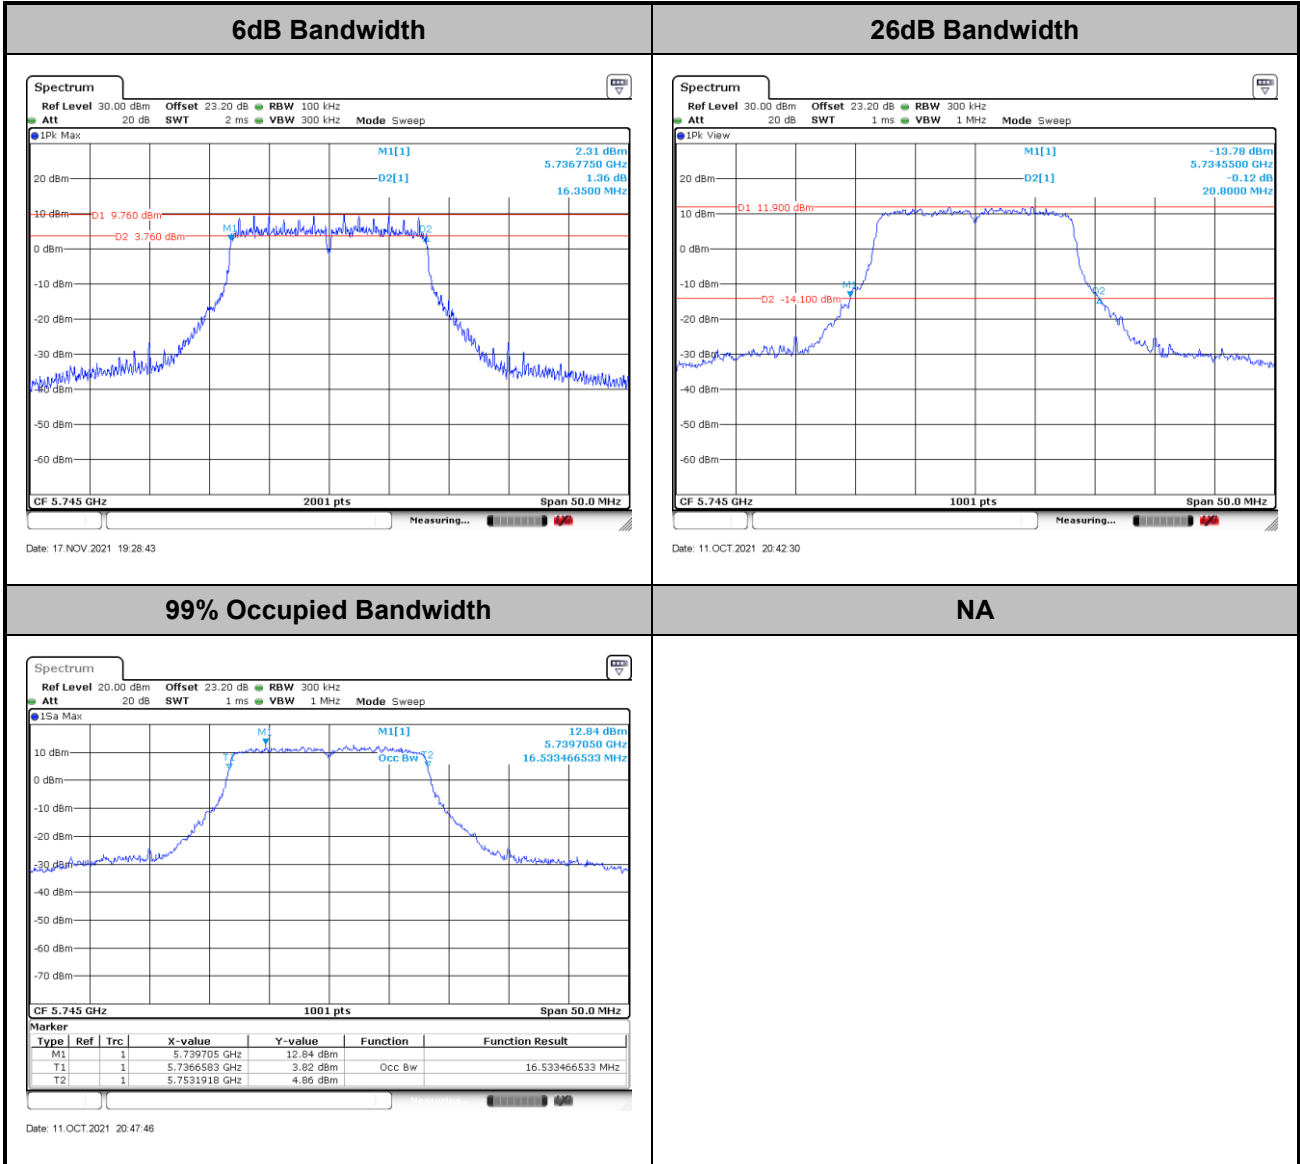 6dB Bandwidth
26dB Bandwidth
Spectrum
Ref Level 30.00 dBm Offset 23.20 dB RBW 100 kHz
Att 20 dB SWT 2 ms VBW 300 kHz Mode Sweep
1Pk Max
M1[1] 2.31 dBm
5.7367750 GHz
D2[1] 1.36 dB
16.3500 MHz
20 dBm
10 dBm
D1 9.760 dBm
D2 3.760 dBm
M1
D2
0 dBm
-10 dBm
-20 dBm
-30 dBm
-40 dBm
-50 dBm
-60 dBm
CF 5.745 GHz 2001 pts Span 50.0 MHz
Measuring...
Date: 17.NOV.2021 19:28:43
Spectrum
Ref Level 30.00 dBm Offset 23.20 dB RBW 300 kHz
Att 20 dB SWT 1 ms VBW 1 MHz Mode Sweep
1Pk View
M1[1] -13.78 dBm
5.7345500 GHz
D2[1] -0.12 dB
20.8000 MHz
20 dBm
D1 11.900 dBm
10 dBm
0 dBm
-10 dBm
M1
D2
D2 -14.100 dBm
-20 dBm
-30 dBm
-40 dBm
-50 dBm
-60 dBm
CF 5.745 GHz 1001 pts Span 50.0 MHz
Measuring...
Date: 11.OCT.2021 20:42:30
99% Occupied Bandwidth
NA
Spectrum
Ref Level 20.00 dBm Offset 23.20 dB RBW 300 kHz
Att 20 dB SWT 1 ms VBW 1 MHz Mode Sweep
1Sa Max
M1
M1[1] 12.84 dBm
5.7397050 GHz
Occ Bw 16.533466533 MHz
T1
T2
10 dBm
0 dBm
-10 dBm
-20 dBm
-30 dBm
-40 dBm
-50 dBm
-60 dBm
-70 dBm
CF 5.745 GHz 1001 pts Span 50.0 MHz
Marker
Type Ref Trc X-value Y-value Function Function Result
M1 1 5.739705 GHz 12.84 dBm
T1 1 5.7366583 GHz 3.82 dBm Occ Bw 16.533466533 MHz
T2 1 5.7531918 GHz 4.86 dBm
Measuring...
Date: 11.OCT.2021 20:47:46